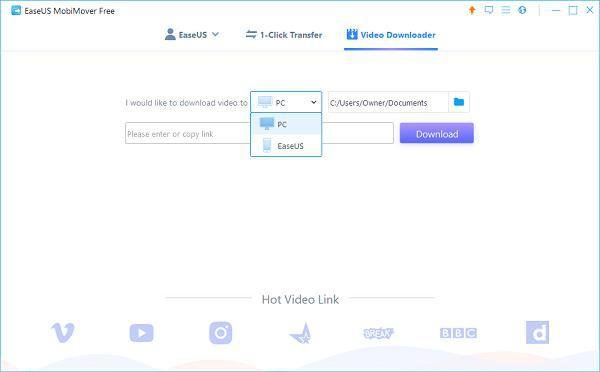 EaseUS MobiMover Free
EaseUS 1-Click Transfer Video Downloader
I would like to download video to PC C:/Users/Owner/Documents
PC
Please enter or copy link Download
EaseUS
Hot Video Link
BREAK BBC d